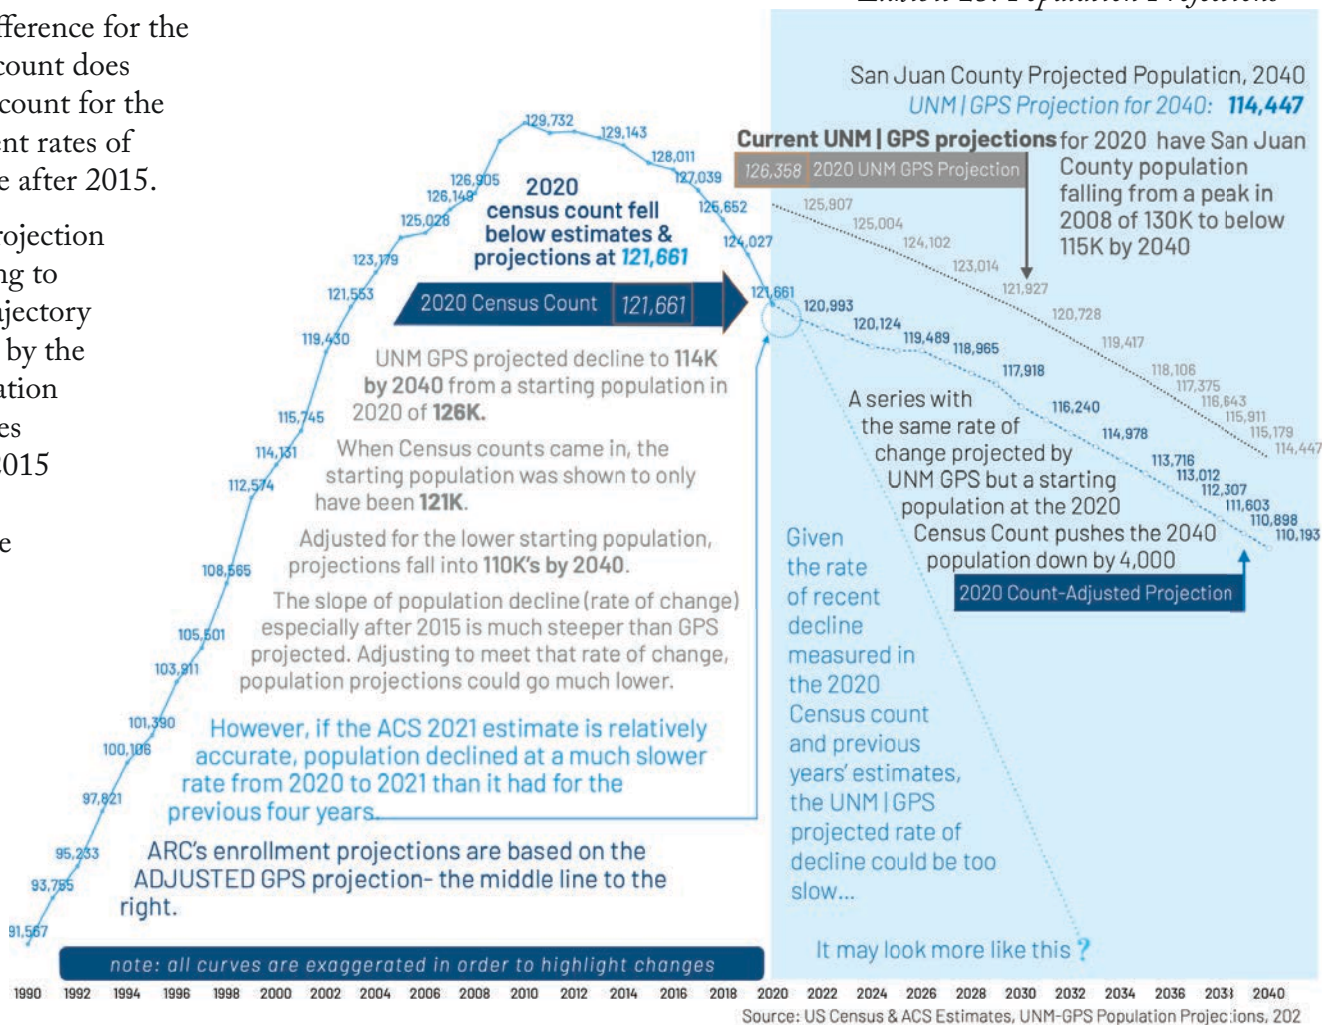 fference for the
count does
count for the
ent rates of
e after 2015.
rojection
ng to
ajectory
by the
ation
es
2015
e
San Juan County Projected Population, 2040
UNM | GPS Projection for 2040: 114,447
Current UNM | GPS projections for 2020 have San Juan
County population
falling from a peak in
2008 of 130K to below
115K by 2040
126,358 2020 UNM GPS Projection
2020
census count fell
below estimates &
projections at 121,661
2020 Census Count 121,661
UNM GPS projected decline to 114K
by 2040 from a starting population in
2020 of 126K.
When Census counts came in, the
starting population was shown to only
have been 121K.
Adjusted for the lower starting population,
projections fall into 110K's by 2040.
The slope of population decline (rate of change)
especially after 2015 is much steeper than GPS
projected. Adjusting to meet that rate of change,
population projections could go much lower.
However, if the ACS 2021 estimate is relatively
accurate, population declined at a much slower
rate from 2020 to 2021 than it had for the
previous four years.
ARC's enrollment projections are based on the
ADJUSTED GPS projection- the middle line to the
right.
note: all curves are exaggerated in order to highlight changes
91,567
93,755
95,233
97,821
100,106
101,390
103,911
105,501
108,565
112,574
114,131
115,745
119,430
121,553
123,179
125,028
126,149
126,905
129,732
129,143
128,011
127,039
125,652
124,027
121,661
125,907
125,004
124,102
123,014
121,927
120,728
119,417
118,106
117,375
116,643
115,911
115,179
114,447
120,993
120,124
119,489
118,965
117,918
116,240
114,978
113,716
113,012
112,307
111,603
110,898
110,193
A series with
the same rate of
change projected by
UNM GPS but a starting
population at the 2020
Census Count pushes the 2040
population down by 4,000
2020 Count-Adjusted Projection
Given
the rate
of recent
decline
measured in
the 2020
Census count
and previous
years' estimates,
the UNM | GPS
projected rate of
decline could be too
slow...
It may look more like this ?
1990 1992 1994 1996 1998 2000 2002 2004 2006 2008 2010 2012 2014 2016 2018 2020 2022 2024 2026 2028 2030 2032 2034 2036 2038 2040
Source: US Census & ACS Estimates, UNM-GPS Population Projections, 202